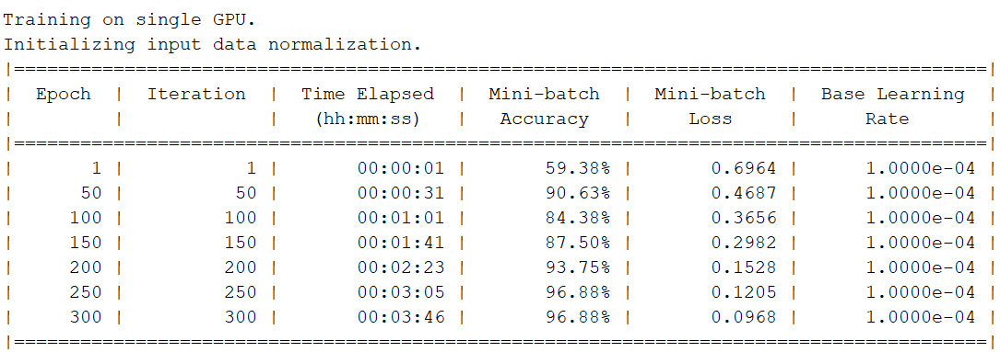 Training on single GPU.
Initializing input data normalization.
|========================================================================================|
|  Epoch  |  Iteration  |  Time Elapsed  |  Mini-batch  |  Mini-batch  |  Base Learning  |
|         |             |   (hh:mm:ss)   |   Accuracy   |     Loss     |      Rate       |
|========================================================================================|
|       1 |           1 |       00:00:01 |       59.38% |       0.6964 |      1.0000e-04 |
|      50 |          50 |       00:00:31 |       90.63% |       0.4687 |      1.0000e-04 |
|     100 |         100 |       00:01:01 |       84.38% |       0.3656 |      1.0000e-04 |
|     150 |         150 |       00:01:41 |       87.50% |       0.2982 |      1.0000e-04 |
|     200 |         200 |       00:02:23 |       93.75% |       0.1528 |      1.0000e-04 |
|     250 |         250 |       00:03:05 |       96.88% |       0.1205 |      1.0000e-04 |
|     300 |         300 |       00:03:46 |       96.88% |       0.0968 |      1.0000e-04 |
|========================================================================================|